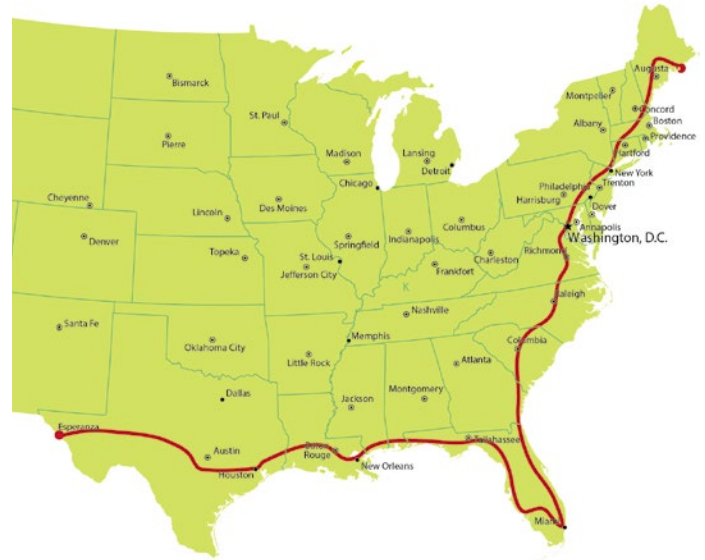 Augusta
Bismarck
Montpelier
Concord
St. Paul
Boston
Albany
Providence
Pierre
Hartford
Madison
Lansing
Detroit
New York
Chicago
Trenton
Philadelphia
Harrisburg
Cheyenne
Dover
Des Moines
Lincoln
Columbus
Annapolis
Denver
Springfield
Indianapolis
Washington, D.C.
Topeka
St. Louis
Richmond
Charleston
Jefferson City
Frankfort
K
Raleigh
Nashville
Santa Fe
Memphis
Oklahoma City
Columbia
Little Rock
Atlanta
Dallas
Jackson
Montgomery
Esperanza
Tallahassee
Austin
Baton
Rouge
New Orleans
Houston
Miami